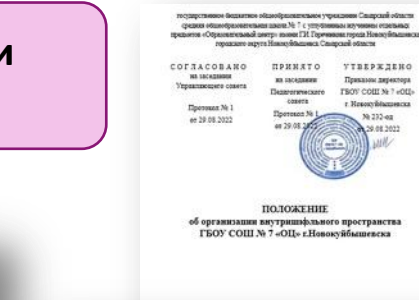 и
государственное бюджетное общеобразовательное учреждение Самарской области
средняя общеобразовательная школа № 7 с углубленным изучением отдельных
предметов «Образовательный центр» имени Г.И. Гореченкова города Новокуйбышевска
городского округа Новокуйбышевск Самарской области
СОГЛАСОВАНО
на заседании
Управляющего совета
Протокол № 1
от 29.08.2022
ПРИНЯТО
на заседании
Педагогического
совета
Протокол № 1
от 29.08.2022
УТВЕРЖДЕНО
Приказом директора
ГБОУ СОШ № 7 «ОЦ»
г. Новокуйбышевска
№ 232-од
29.08.2022
ПОЛОЖЕНИЕ
об организации внутришкольного пространства
ГБОУ СОШ № 7 «ОЦ» г.Новокуйбышевска